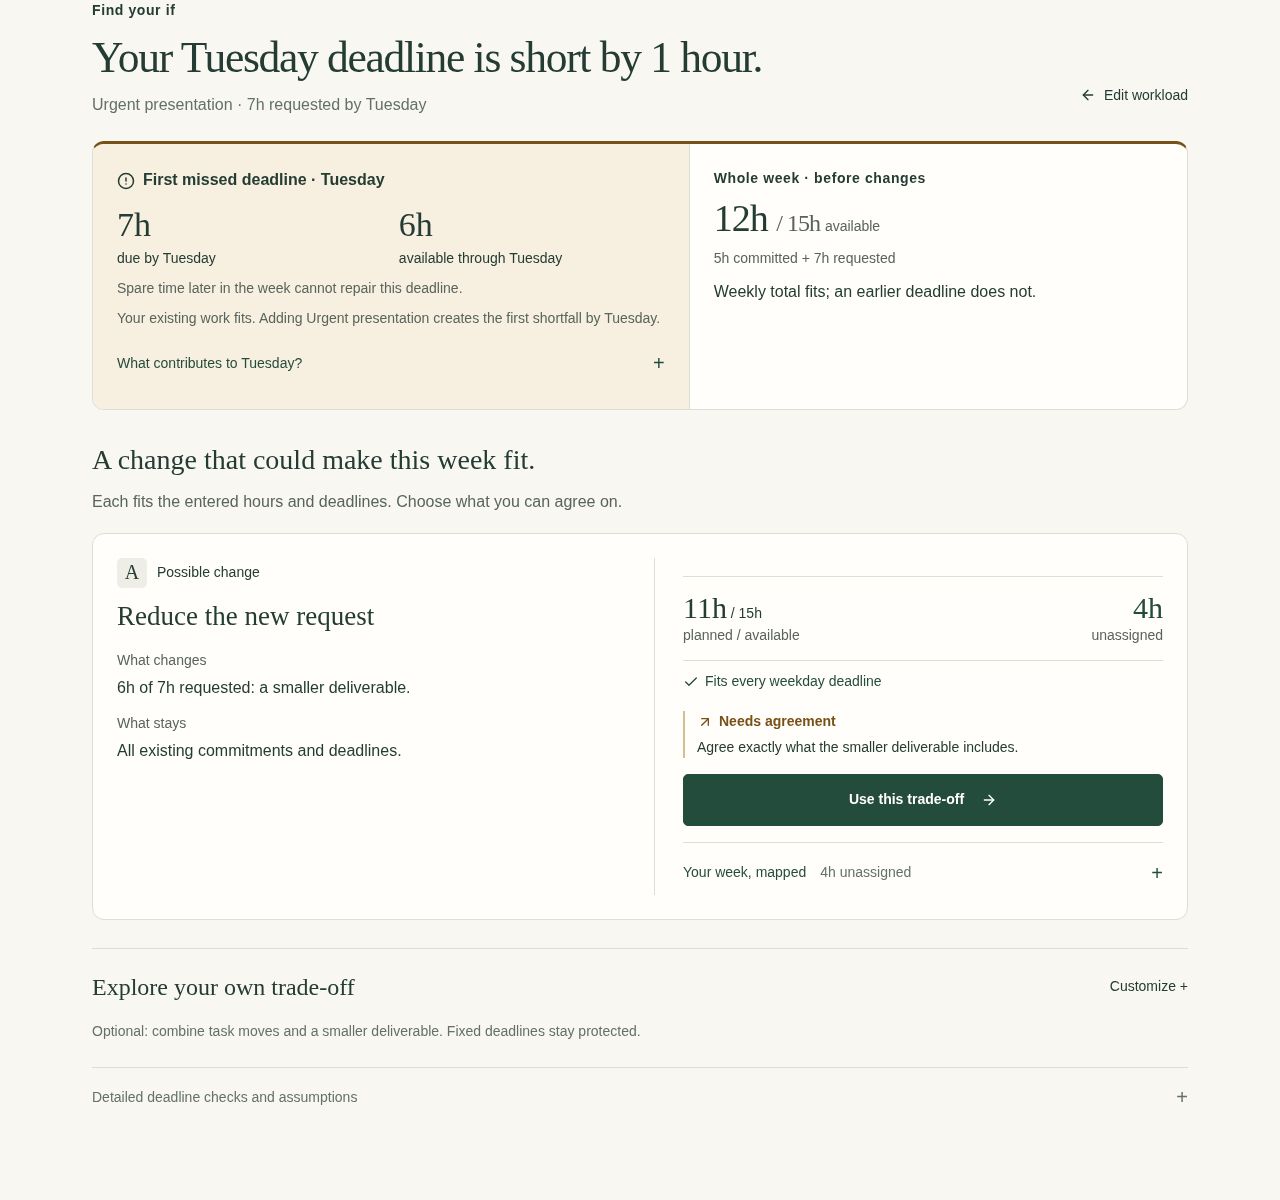 Find your if
Your Tuesday deadline is short by 1 hour.
Urgent presentation · 7h requested by Tuesday
Edit workload
First missed deadline · Tuesday
7h
due by Tuesday
6h
available through Tuesday
Spare time later in the week cannot repair this deadline.
Your existing work fits. Adding Urgent presentation creates the first shortfall by Tuesday.
What contributes to Tuesday? +
Whole week · before changes
12h / 15h available
5h committed + 7h requested
Weekly total fits; an earlier deadline does not.
A change that could make this week fit.
Each fits the entered hours and deadlines. Choose what you can agree on.
A Possible change
Reduce the new request
What changes
6h of 7h requested: a smaller deliverable.
What stays
All existing commitments and deadlines.
11h / 15h
planned / available
4h
unassigned
Fits every weekday deadline
Needs agreement
Agree exactly what the smaller deliverable includes.
Use this trade-off
Your week, mapped 4h unassigned +
Explore your own trade-off
Customize +
Optional: combine task moves and a smaller deliverable. Fixed deadlines stay protected.
Detailed deadline checks and assumptions +